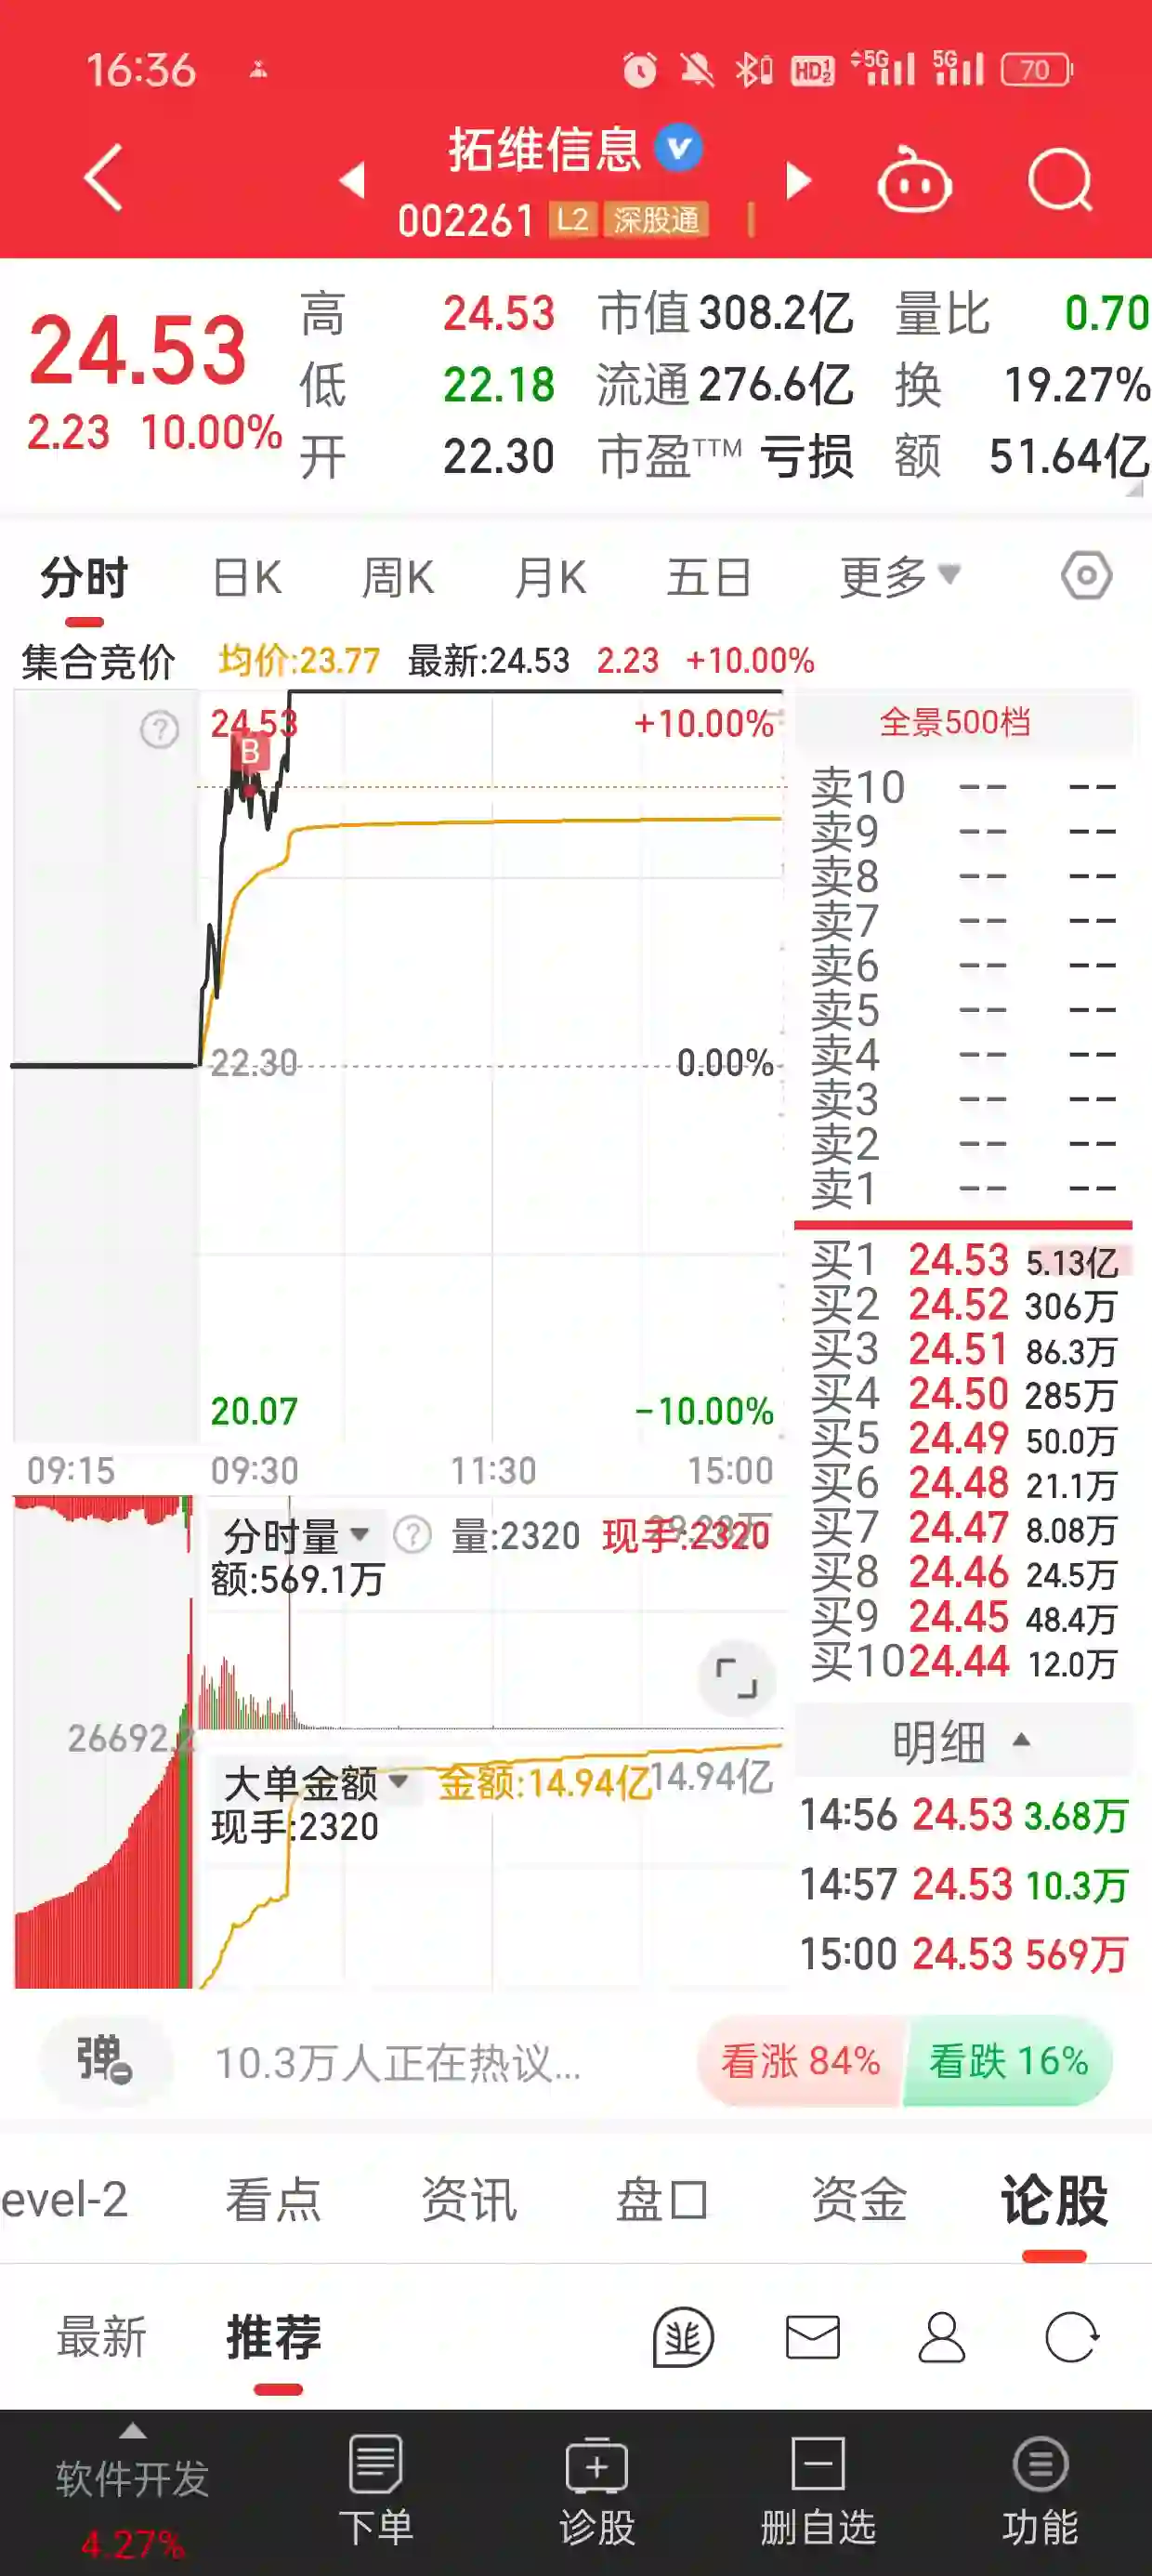 16:36 HD 1 2 5G 5G 70
拓维信息
002261 L2 深股通
24.53
2.23 10.00%
高 24.53 市值 308.2亿 量比 0.70
低 22.18 流通 276.6亿 换 19.27%
开 22.30 市盈TTM 亏损 额 51.64亿
分时 日K 周K 月K 五日 更多
集合竞价 均价:23.77 最新:24.53 2.23 +10.00%
24.53 +10.00%
B
22.30 0.00%
20.07 -10.00%
09:15 09:30 11:30 15:00
分时量 ? 量:2320 现手:2320
额:569.1万
26692.2
大单金额 金额:14.94亿 14.94亿
现手:2320
全景500档
卖10 -- --
卖9 -- --
卖8 -- --
卖7 -- --
卖6 -- --
卖5 -- --
卖4 -- --
卖3 -- --
卖2 -- --
卖1 -- --
买1 24.53 5.13亿
买2 24.52 306万
买3 24.51 86.3万
买4 24.50 285万
买5 24.49 50.0万
买6 24.48 21.1万
买7 24.47 8.08万
买8 24.46 24.5万
买9 24.45 48.4万
买10 24.44 12.0万
明细
14:56 24.53 3.68万
14:57 24.53 10.3万
15:00 24.53 569万
弹 10.3万人正在热议... 看涨 84% 看跌 16%
evel-2 看点 资讯 盘口 资金 论股
最新 推荐
软件开发 下单 诊股 删自选 功能
4.27%